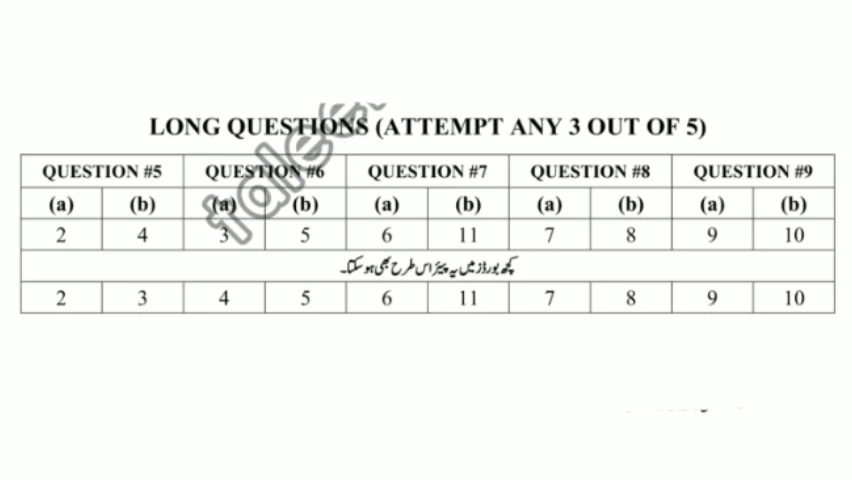 LONG QUESTIONS (ATTEMPT ANY 3 OUT OF 5)
QUESTION #5 QUESTION #6 QUESTION #7 QUESTION #8 QUESTION #9
(a) (b) (a) (b) (a) (b) (a) (b) (a) (b)
2 4 3 5 6 11 7 8 9 10
کچھ بورڈز میں یہ پیئر اس طرح بھی ہو سکتا۔
2 3 4 5 6 11 7 8 9 10